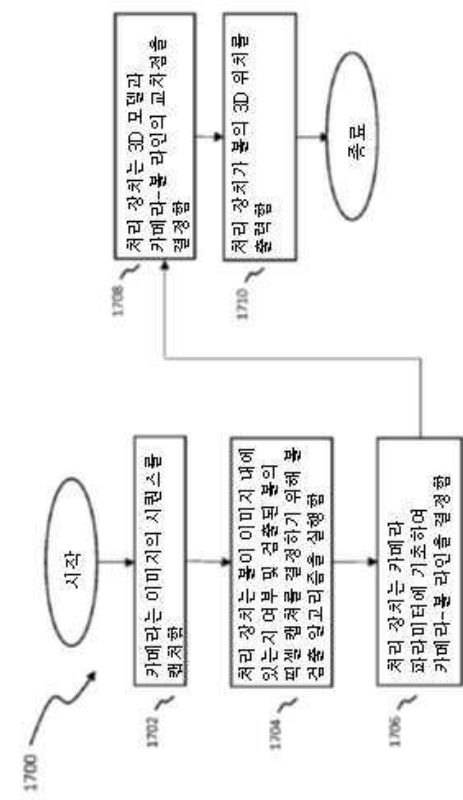 1700
시작
1702
카메라는 이미지의 시퀀스를
캡처함
1704
처리 장치는 볼이 이미지 내에
있는지 여부 및 검출된 볼의
픽셀 캡처를 결정하기 위해 볼
검출 알고리즘을 실행함
1706
처리 장치는 카메라
파라미터에 기초하여
카메라-볼 라인을 결정함
1708
처리 장치는 3D 모델과
카메라-볼 라인의 교차점을
결정함
1710
처리 장치가 볼의 3D 위치를
출력함
종료